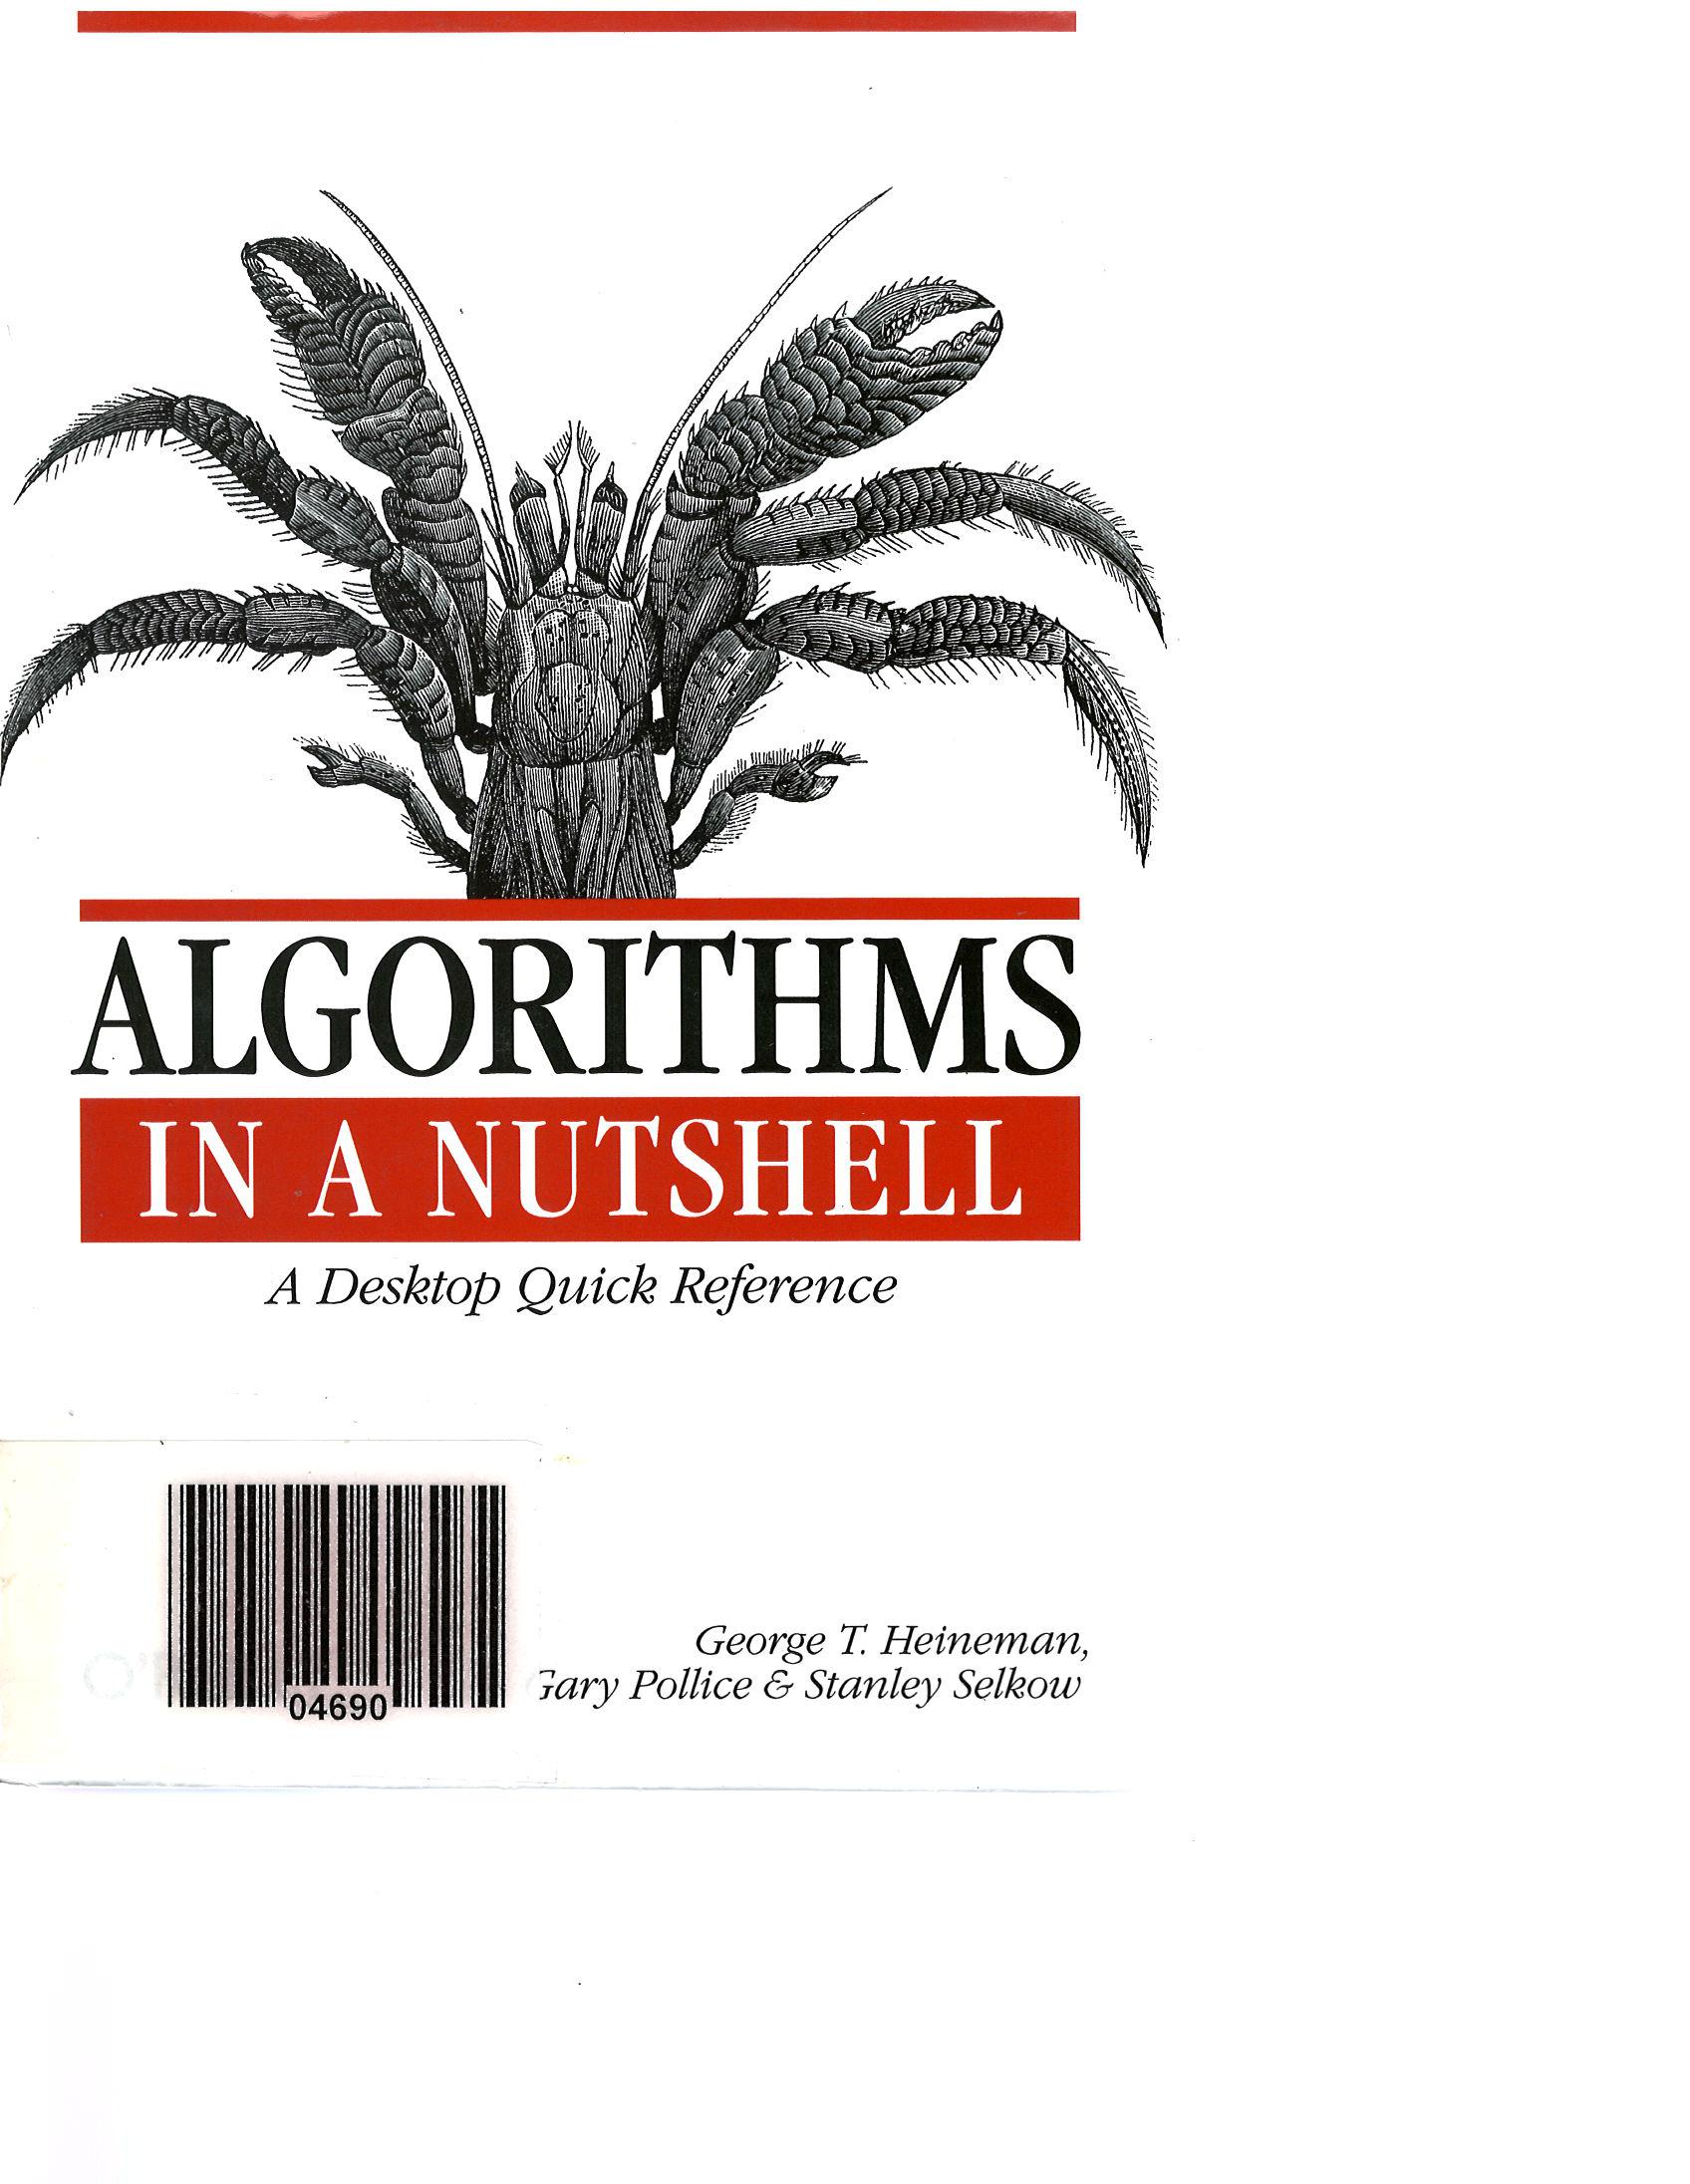 ALGORITHMS
IN A NUTSHELL
A Desktop Quick Reference
George T. Heineman,
Gary Pollice & Stanley Selkow
04690